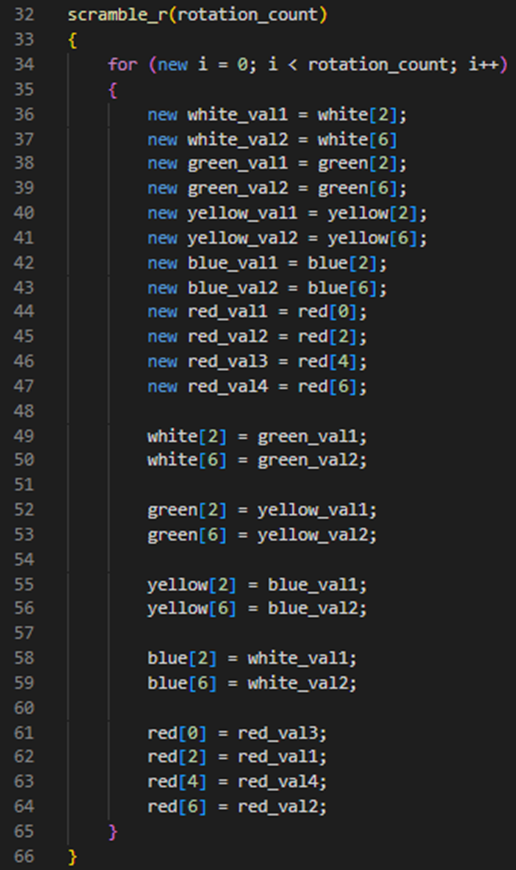 32 scramble_r(rotation_count)
33 {
34     for (new i = 0; i < rotation_count; i++)
35     {
36         new white_val1 = white[2];
37         new white_val2 = white[6]
38         new green_val1 = green[2];
39         new green_val2 = green[6];
40         new yellow_val1 = yellow[2];
41         new yellow_val2 = yellow[6];
42         new blue_val1 = blue[2];
43         new blue_val2 = blue[6];
44         new red_val1 = red[0];
45         new red_val2 = red[2];
46         new red_val3 = red[4];
47         new red_val4 = red[6];
48
49         white[2] = green_val1;
50         white[6] = green_val2;
51
52         green[2] = yellow_val1;
53         green[6] = yellow_val2;
54
55         yellow[2] = blue_val1;
56         yellow[6] = blue_val2;
57
58         blue[2] = white_val1;
59         blue[6] = white_val2;
60
61         red[0] = red_val3;
62         red[2] = red_val1;
63         red[4] = red_val4;
64         red[6] = red_val2;
65     }
66 }